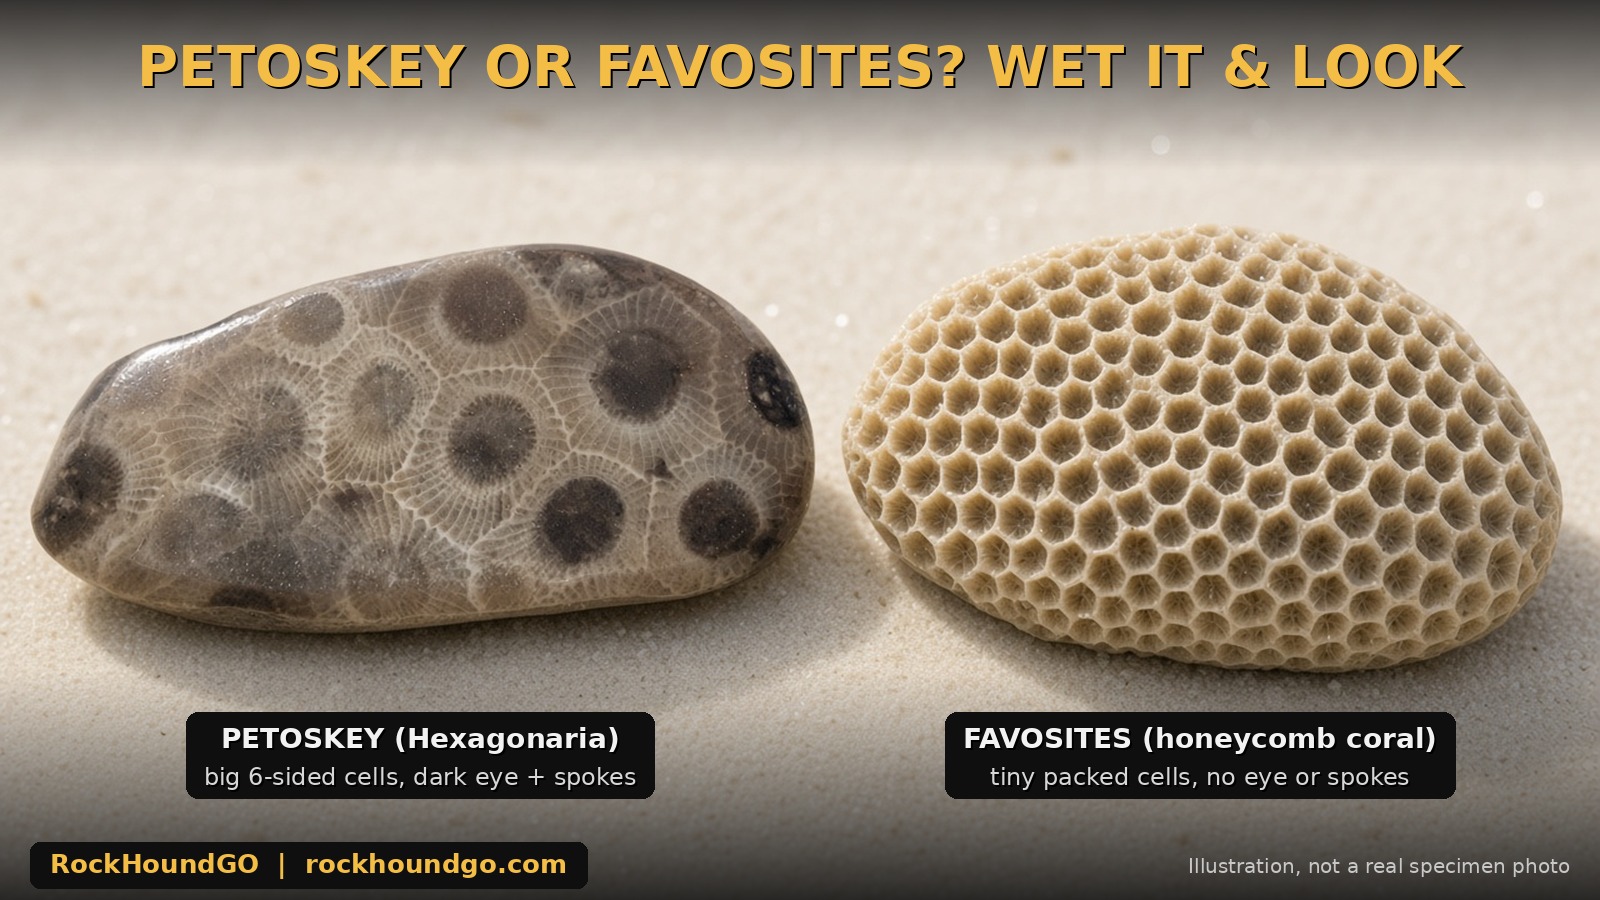 PETOSKEY OR FAVOSITES? WET IT & LOOK
PETOSKEY (Hexagonaria)
big 6-sided cells, dark eye + spokes
FAVOSITES (honeycomb coral)
tiny packed cells, no eye or spokes
RockHoundGO | rockhoundgo.com
Illustration, not a real specimen photo